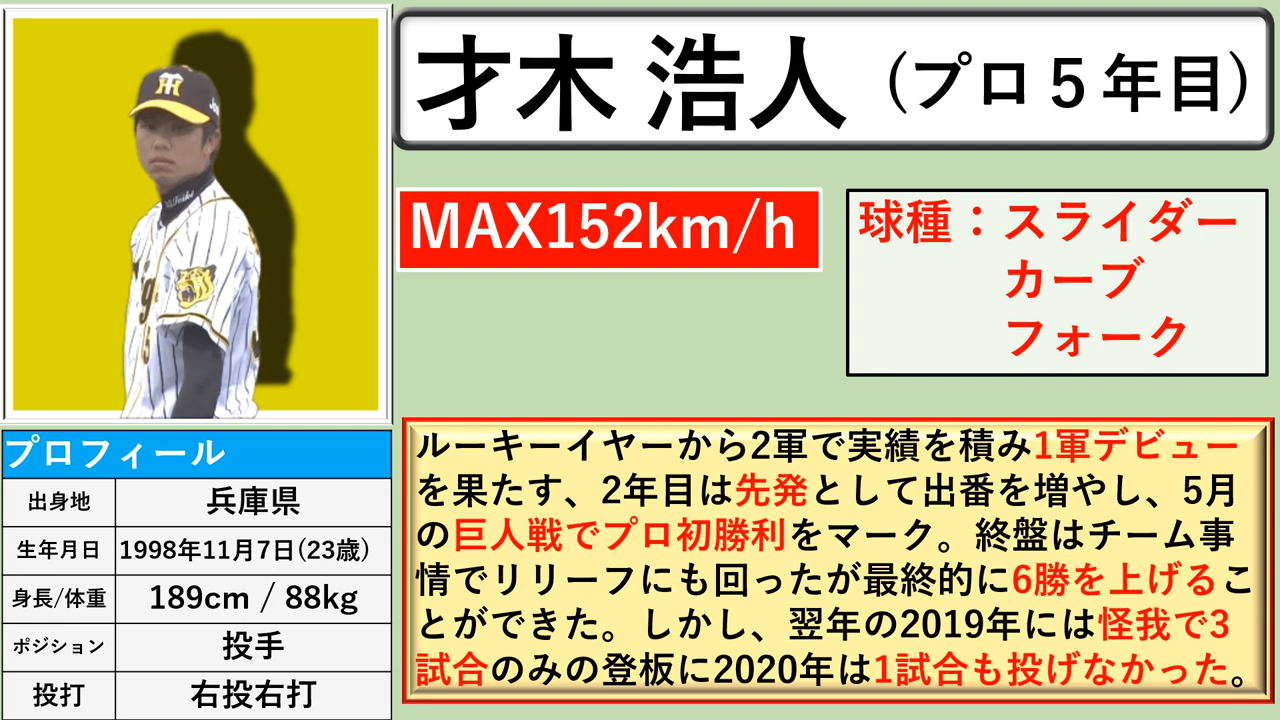 才木 浩人 （プロ５年目）
MAX152km/h
球種：スライダー
カーブ
フォーク
プロフィール
出身地 兵庫県
生年月日 1998年11月7日(23歳)
身長/体重 189cm / 88kg
ポジション 投手
投打 右投右打
ルーキーイヤーから2軍で実績を積み1軍デビュー
を果たす、2年目は先発として出番を増やし、5月
の巨人戦でプロ初勝利をマーク。終盤はチーム事
情でリリーフにも回ったが最終的に6勝を上げるこ
とができた。しかし、翌年の2019年には怪我で3
試合のみの登板に2020年は1試合も投げなかった。